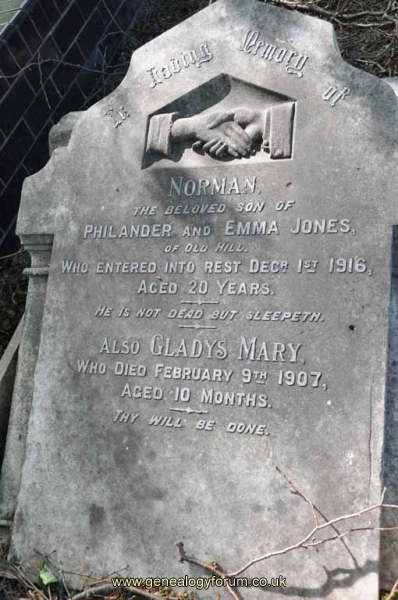 In Loving Memory of
NORMAN,
THE BELOVED SON OF
PHILANDER AND EMMA JONES,
OF OLD HILL.
WHO ENTERED INTO REST DECR 1ST 1916,
AGED 20 YEARS.
HE IS NOT DEAD BUT SLEEPETH.
ALSO GLADYS MARY,
WHO DIED FEBRUARY 9TH 1907,
AGED 10 MONTHS.
THY WILL BE DONE.
www.genealogyforum.co.uk